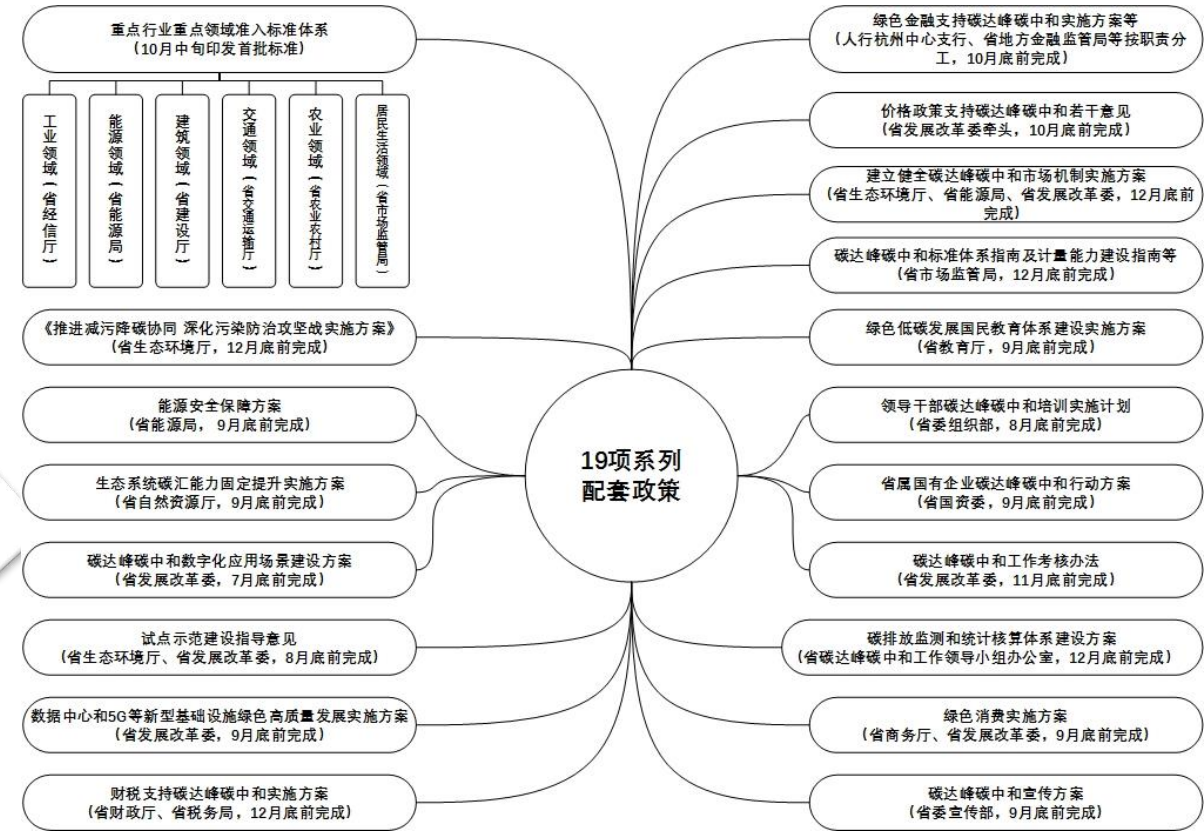 重点行业重点领域准入标准体系
(10月中旬印发首批标准)
工业领域(省经信厅)
能源领域(省能源局)
建筑领域(省建设厅)
交通领域(省交通运输厅)
农业领域(省农业农村厅)
居民生活领域(省市场监管局)
《推进减污降碳协同 深化污染防治攻坚战实施方案》
(省生态环境厅，12月底前完成)
能源安全保障方案
(省能源局， 9月底前完成)
生态系统碳汇能力固定提升实施方案
(省自然资源厅，9月底前完成)
碳达峰碳中和数字化应用场景建设方案
(省发展改革委，7月底前完成)
试点示范建设指导意见
(省生态环境厅、省发展改革委，8月底前完成)
数据中心和5G等新型基础设施绿色高质量发展实施方案
(省发展改革委，9月底前完成)
财税支持碳达峰碳中和实施方案
(省财政厅、省税务局，12月底前完成)
19项系列
配套政策
绿色金融支持碳达峰碳中和实施方案等
(人行杭州中心支行、省地方金融监管局等按职责分
工，10月底前完成)
价格政策支持碳达峰碳中和若干意见
(省发展改革委牵头，10月底前完成)
建立健全碳达峰碳中和市场机制实施方案
(省生态环境厅、省能源局、省发展改革委，12月底前
完成)
碳达峰碳中和标准体系指南及计量能力建设指南等
(省市场监管局，12月底前完成)
绿色低碳发展国民教育体系建设实施方案
(省教育厅，9月底前完成)
领导干部碳达峰碳中和培训实施计划
(省委组织部，8月底前完成)
省属国有企业碳达峰碳中和行动方案
(省国资委，9月底前完成)
碳达峰碳中和工作考核办法
(省发展改革委，11月底前完成)
碳排放监测和统计核算体系建设方案
(省碳达峰碳中和工作领导小组办公室，12月底前完成)
绿色消费实施方案
(省商务厅、省发展改革委，9月底前完成)
碳达峰碳中和宣传方案
(省委宣传部，9月底前完成)